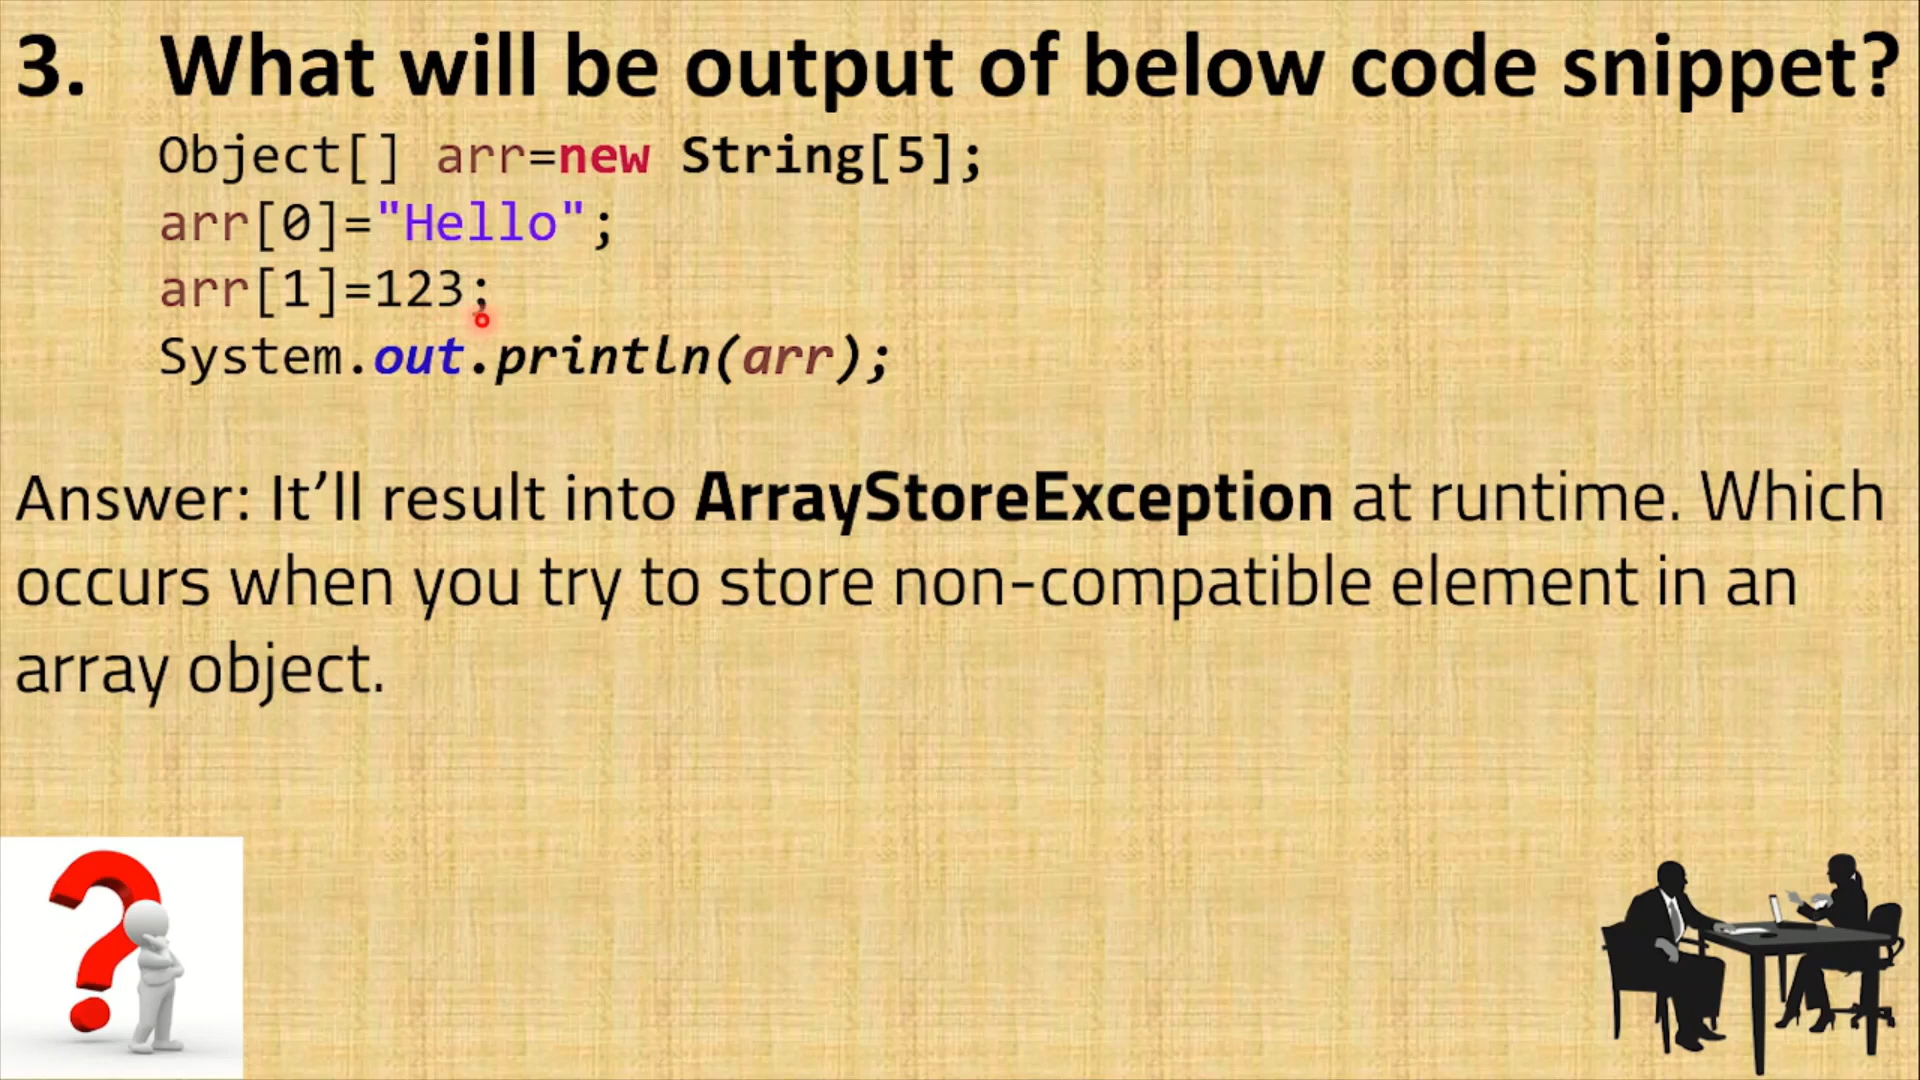 3. What will be output of below code snippet?
Object[] arr=new String[5];
arr[0]="Hello";
arr[1]=123;
System.out.println(arr);
Answer: It’ll result into ArrayStoreException at runtime. Which
occurs when you try to store non-compatible element in an
array object.